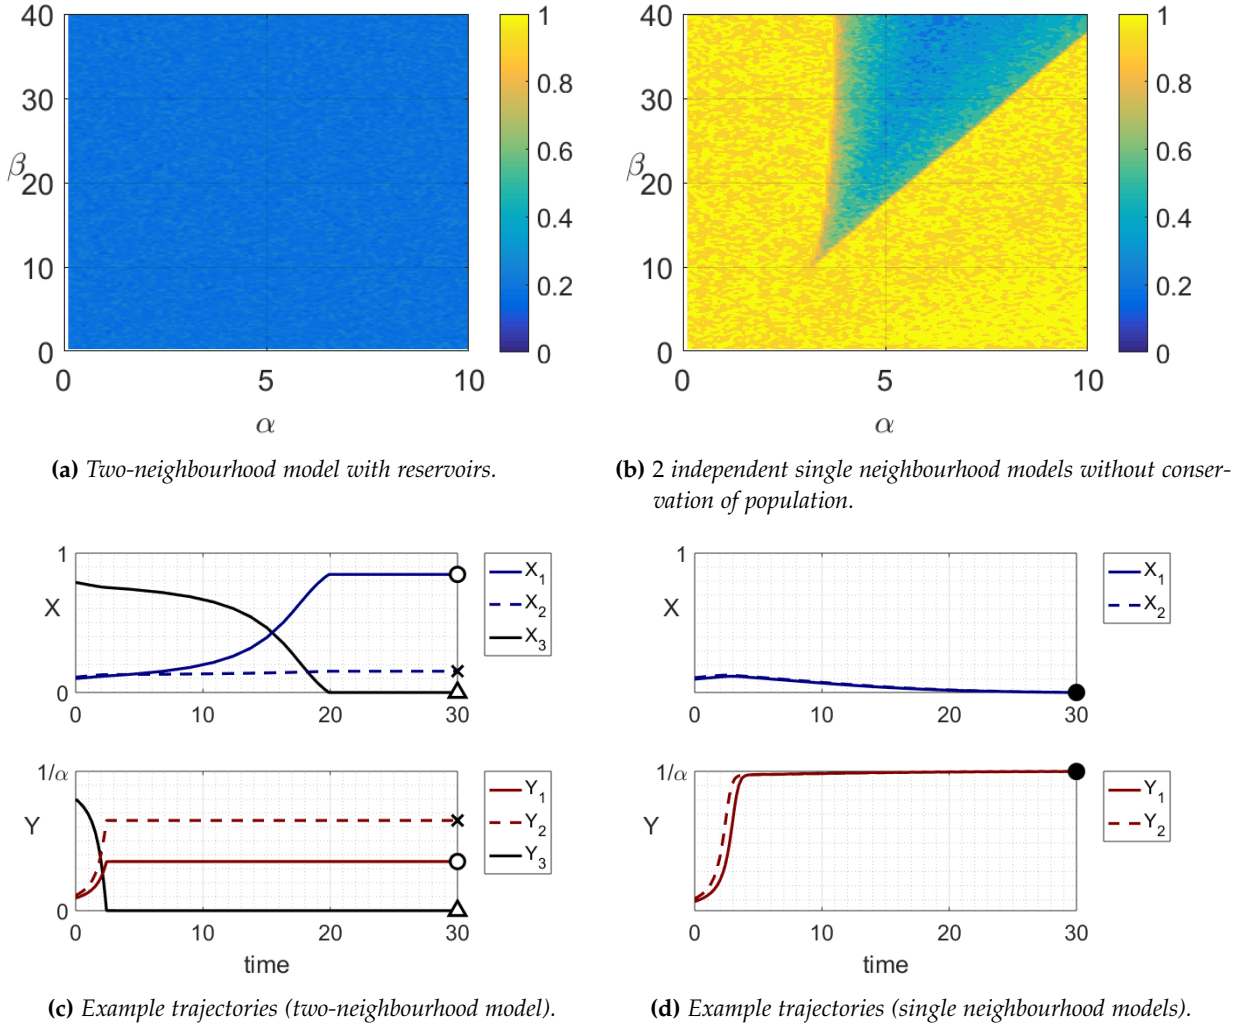 40
30
β
20
10
0
0
5
10
α
1
0.8
0.6
0.4
0.2
0
(a) Two-neighbourhood model with reservoirs.
40
30
β
20
10
0
0
5
10
α
1
0.8
0.6
0.4
0.2
0
(b) 2 independent single neighbourhood models without conser-
vation of population.
1
X
0
0
10
20
30
X1
X2
X3
1/α
Y
0
0
10
20
30
time
Y1
Y2
Y3
(c) Example trajectories (two-neighbourhood model).
1
X
0
0
10
20
30
X1
X2
1/α
Y
0
0
10
20
30
time
Y1
Y2
(d) Example trajectories (single neighbourhood models).